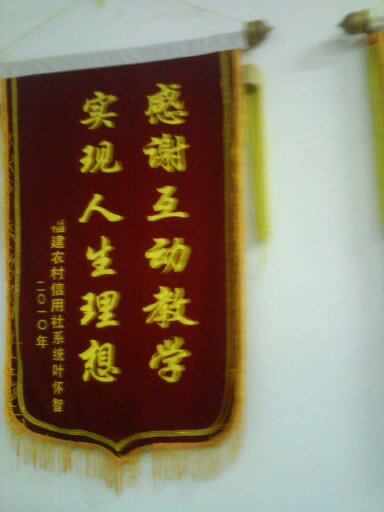 感谢互动教学
实现人生理想
福建农村信用社系统叶怀智
二〇一〇年